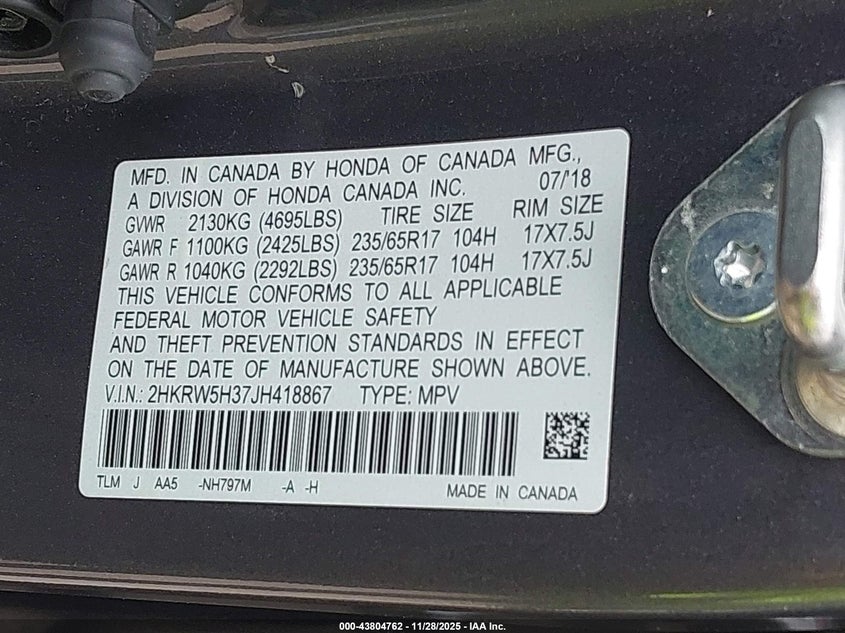 MFD. IN CANADA BY HONDA OF CANADA MFG.,
A DIVISION OF HONDA CANADA INC. 07/'18
GVWR 2130KG (4695LBS) TIRE SIZE RIM SIZE
GAWR F 1100KG (2425LBS) 235/65R17 104H 17X7.5J
GAWR R 1040KG (2292LBS) 235/65R17 104H 17X7.5J
THIS VEHICLE CONFORMS TO ALL APPLICABLE
FEDERAL MOTOR VEHICLE SAFETY
AND THEFT PREVENTION STANDARDS IN EFFECT
ON THE DATE OF MANUFACTURE SHOWN ABOVE.
V.I.N.: 2HKRW5H37JH418867 TYPE: MPV
TLM J AA5 -NH797M -A -H MADE IN CANADA
000-43804762 - 11/28/2025 - IAA Inc.